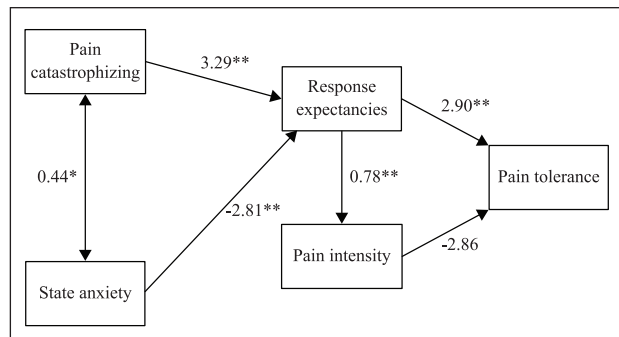 Pain
catastrophizing
3.29**
Response
expectancies
2.90**
0.44*
-2.81**
0.78**
Pain tolerance
State anxiety
Pain intensity
-2.86